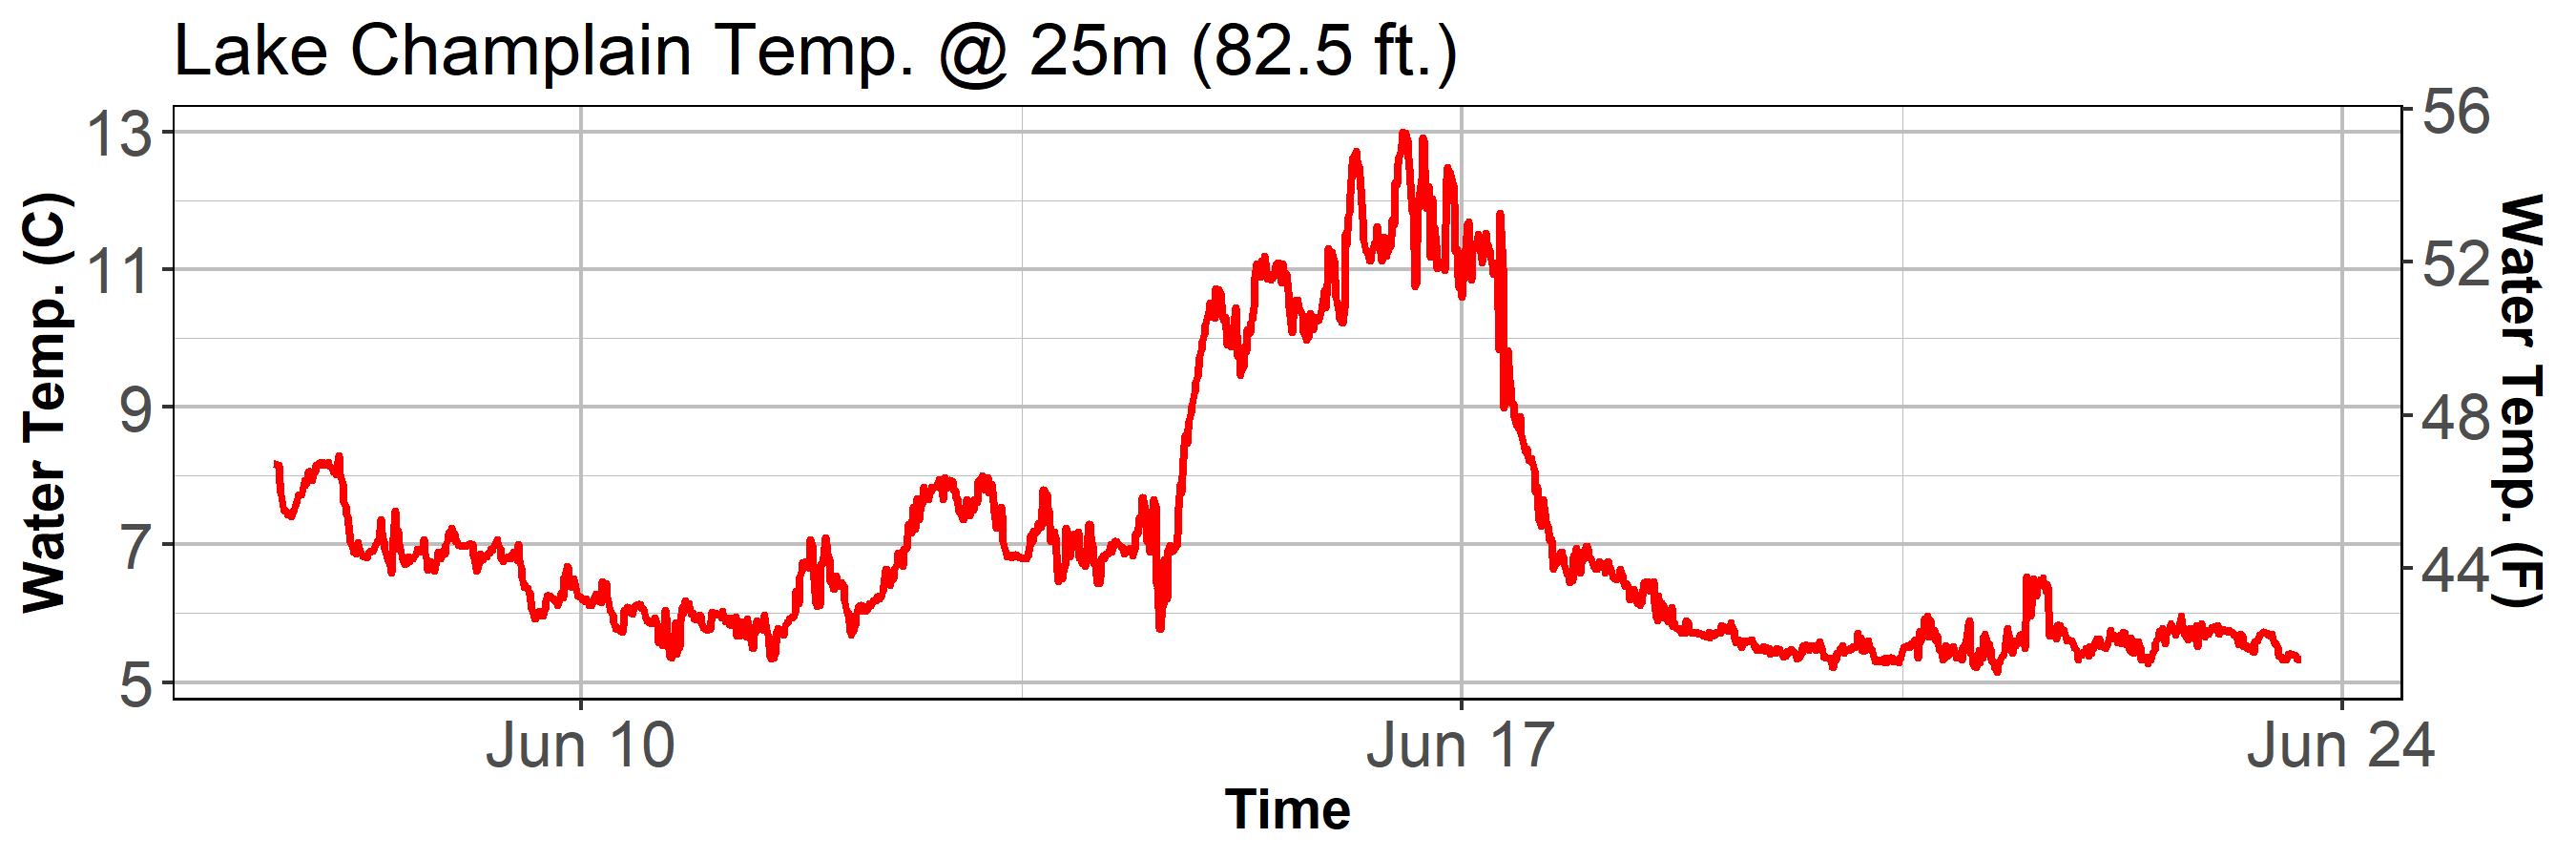 Lake Champlain Temp. @ 25m (82.5 ft.)
Water Temp. (C)
13
11
9
7
5
56
52
48
44
Water Temp. (F)
Jun 10
Jun 17
Jun 24
Time